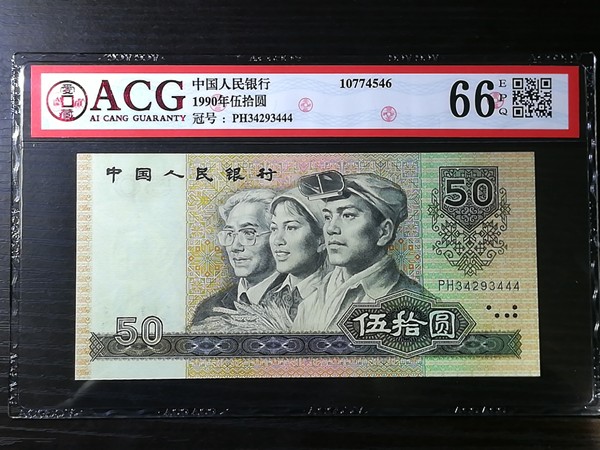 ACG
AI CANG GUARANTY
中国人民银行
1990年伍拾圆
冠号 : PH34293444
10774546
66
EPQ
中国人民银行
50
PH34293444
50
伍拾圆